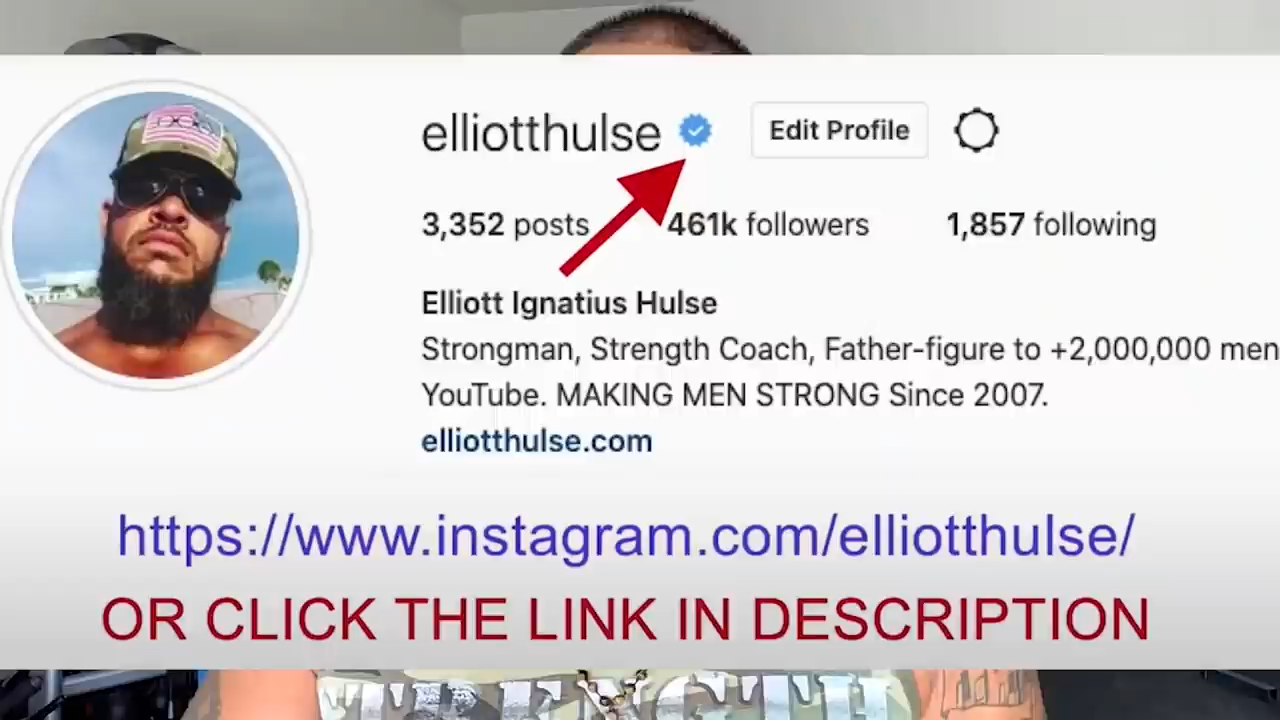 elliotthulse Edit Profile
3,352 posts 461k followers 1,857 following
Elliott Ignatius Hulse
Strongman, Strength Coach, Father-figure to +2,000,000 men
YouTube. MAKING MEN STRONG Since 2007.
elliotthulse.com
https://www.instagram.com/elliotthulse/
OR CLICK THE LINK IN DESCRIPTION